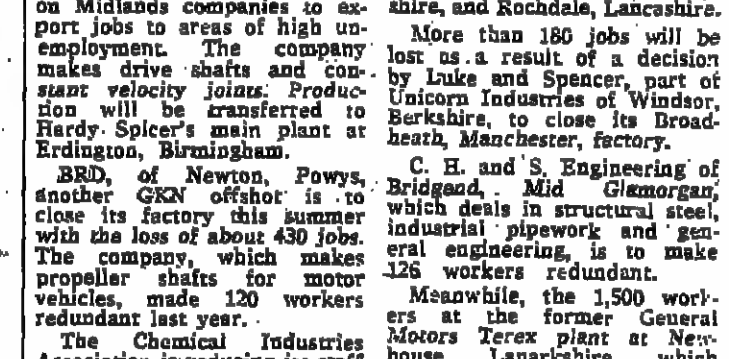 on Midlands companies to ex-
port jobs to areas of high un-
employment. The company
makes drive shafts and con-
stant velocity joints. Produc-
tion will be transferred to
Hardy Spicer's main plant at
Erdington, Birmingham.
BRD, of Newton, Powys,
another GKN offshot is to
close its factory this summer
with the loss of about 430 jobs.
The company, which makes
propeller shafts for motor
vehicles, made 120 workers
redundant last year.
The Chemical Industries
shire, and Rochdale, Lancashire.
More than 180 jobs will be
lost as a result of a decision
by Luke and Spencer, part of
Unicorn Industries of Windsor,
Berkshire, to close its Broad-
heath, Manchester, factory.
C. H. and S. Engineering of
Bridgend, Mid Glamorgan,
which deals in structural steel,
industrial pipework and gen-
eral engineering, is to make
126 workers redundant.
Meanwhile, the 1,500 work-
ers at the former General
Motors Terex plant at New-
house Lanarkshire which